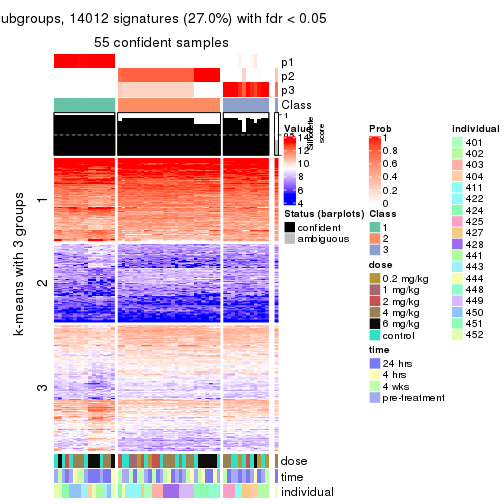 ubgroups, 14012 signatures (27.0%) with fdr < 0.05
55 confident samples
p1
p2
p3
Class
1
0
Silhouette
score
k-means with 3 groups
1
2
3
dose
time
individual
Value
14
12
10
8
6
4
Status (barplots)
confident
ambiguous
Prob
1
0.8
0.6
0.4
0.2
0
Class
1
2
3
dose
0.2 mg/kg
1 mg/kg
2 mg/kg
4 mg/kg
6 mg/kg
control
time
24 hrs
4 hrs
4 wks
pre-treatment
individual
401
402
403
404
411
422
424
425
427
428
441
443
444
448
449
450
451
452